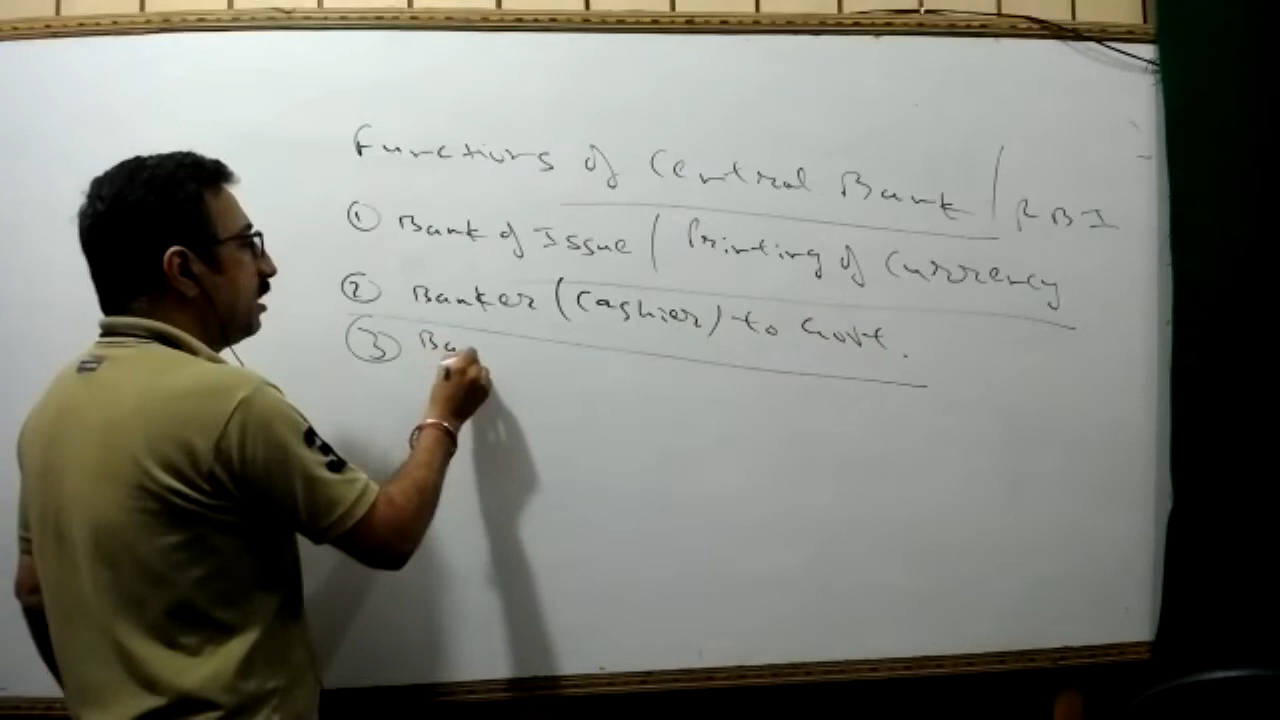 Functions of Central Bank / RBI
① Bank of Issue / Printing of Currency
② Banker (Cashier) to Govt.
③ Ba